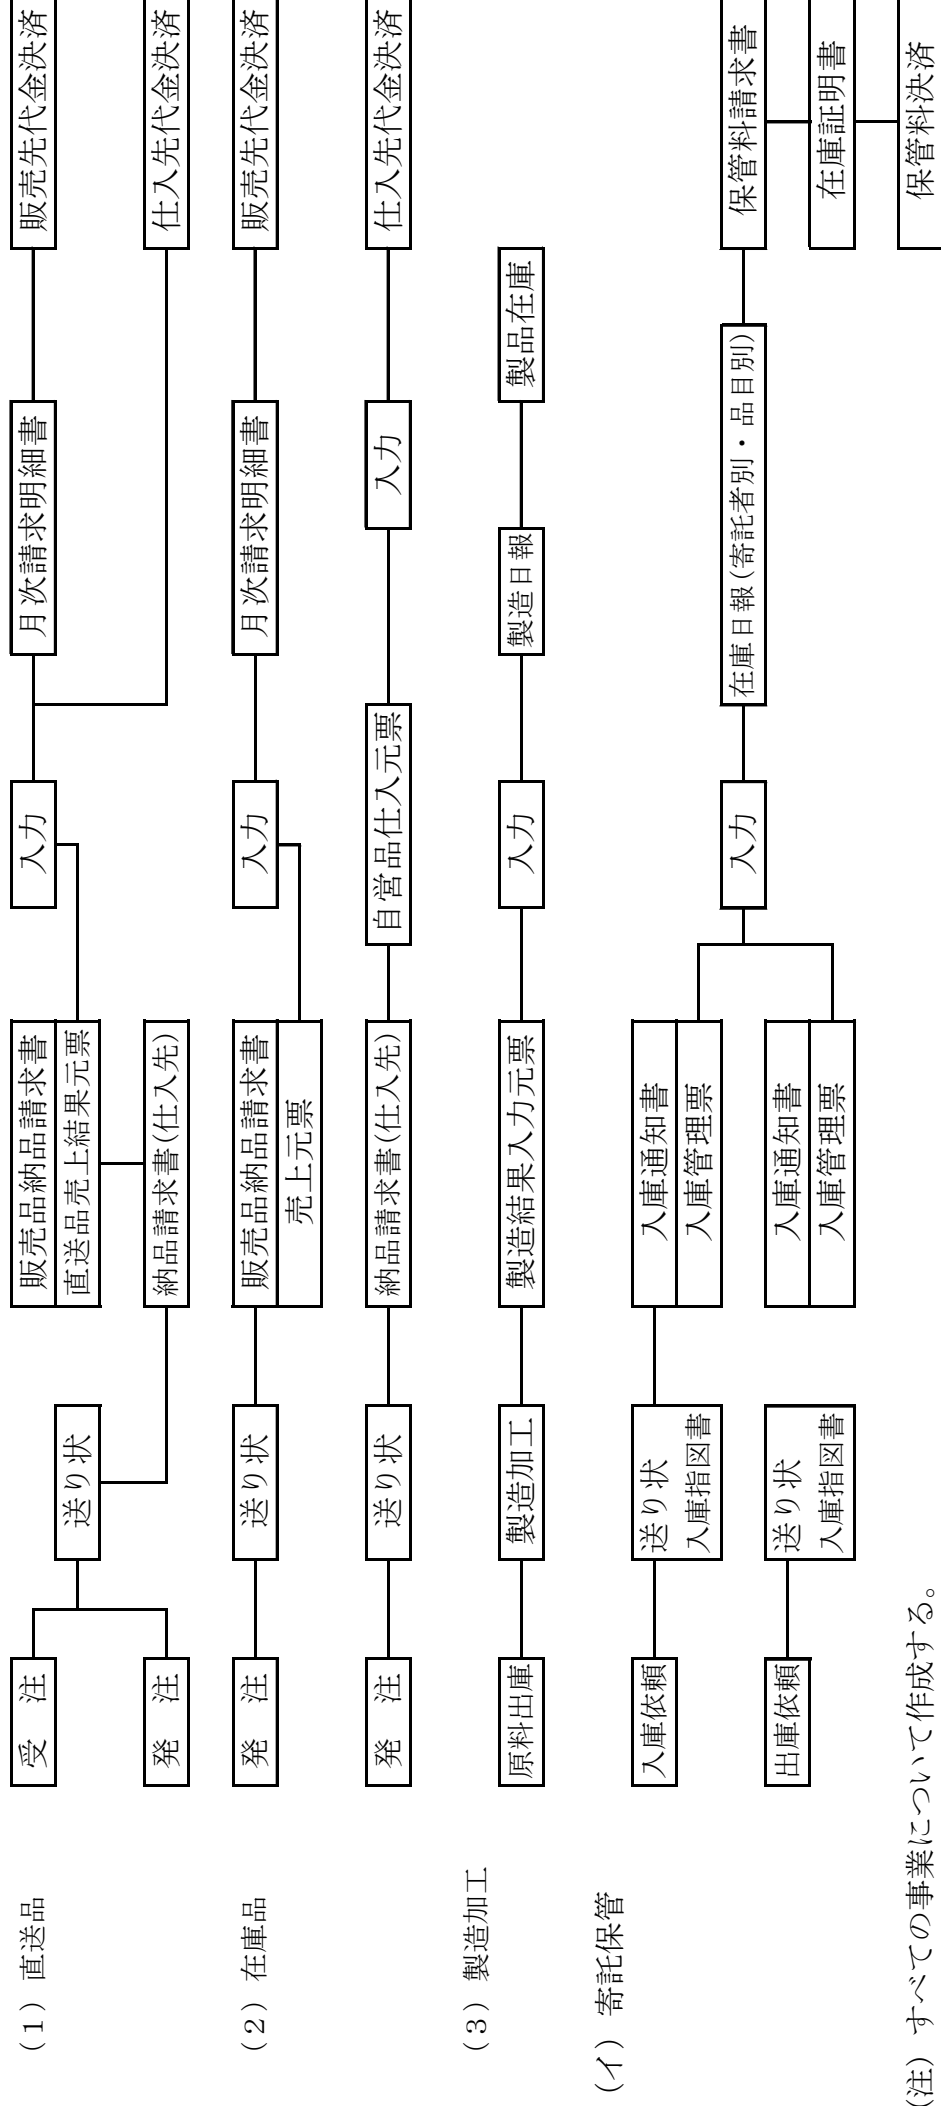 (1) 直送品
受 注
発 注
送り状
販売品納品請求書
直送品売上結果元票
納品請求書(仕入先)
入力
月次請求明細書
販売先代金決済
仕入先代金決済
(2) 在庫品
発 注
送り状
販売品納品請求書
売上元票
入力
月次請求明細書
販売先代金決済
発 注
送り状
納品請求書(仕入先)
自営品仕入元票
入力
仕入先代金決済
(3) 製造加工
原料出庫
製造加工
製造結果入力元票
入力
製造日報
製品在庫
(イ) 寄託保管
入庫依頼
送り状
入庫指図書
入庫通知書
入庫管理票
出庫依頼
送り状
入庫指図書
入庫通知書
入庫管理票
入力
在庫日報(寄託者別・品目別)
保管料請求書
在庫証明書
保管料決済
(注) すべての事業について作成する。